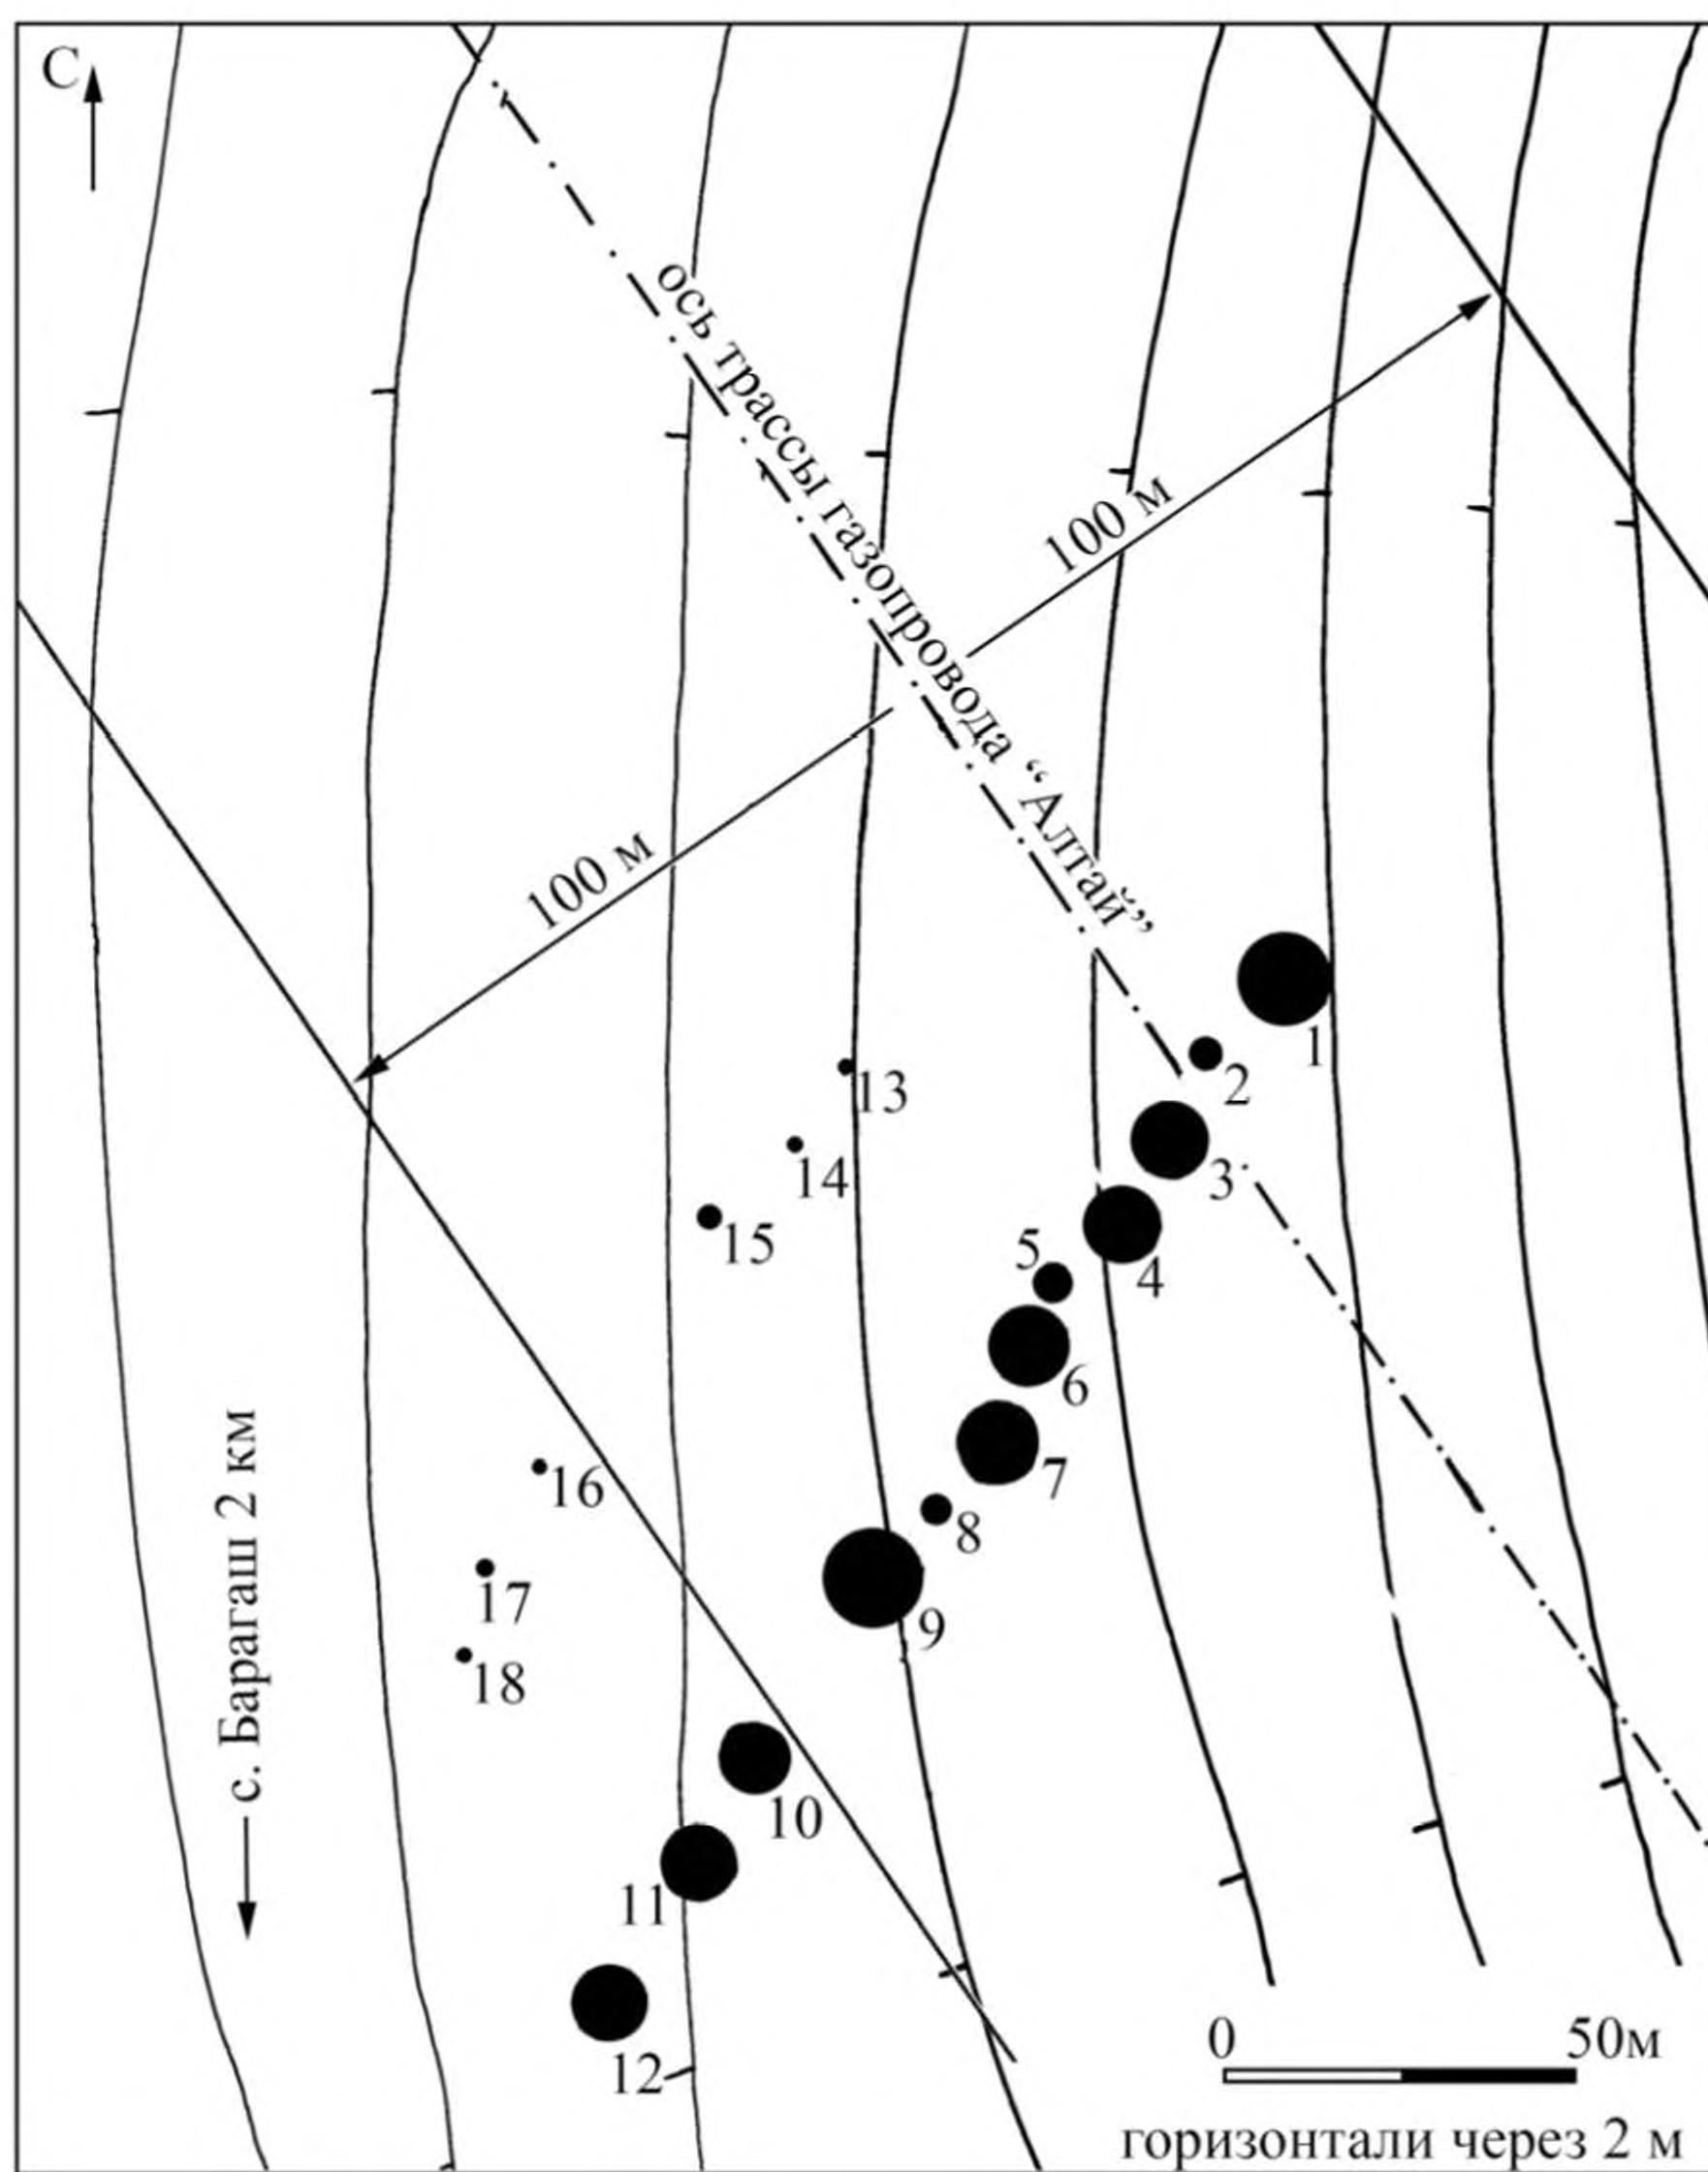 С
ось трассы газопровода “Алтай”
100 м
100 м
1
2
3
4
5
6
7
8
9
10
11
12
13
14
15
16
17
18
с. Барагаш 2 км
0 50м
горизонтали через 2 м